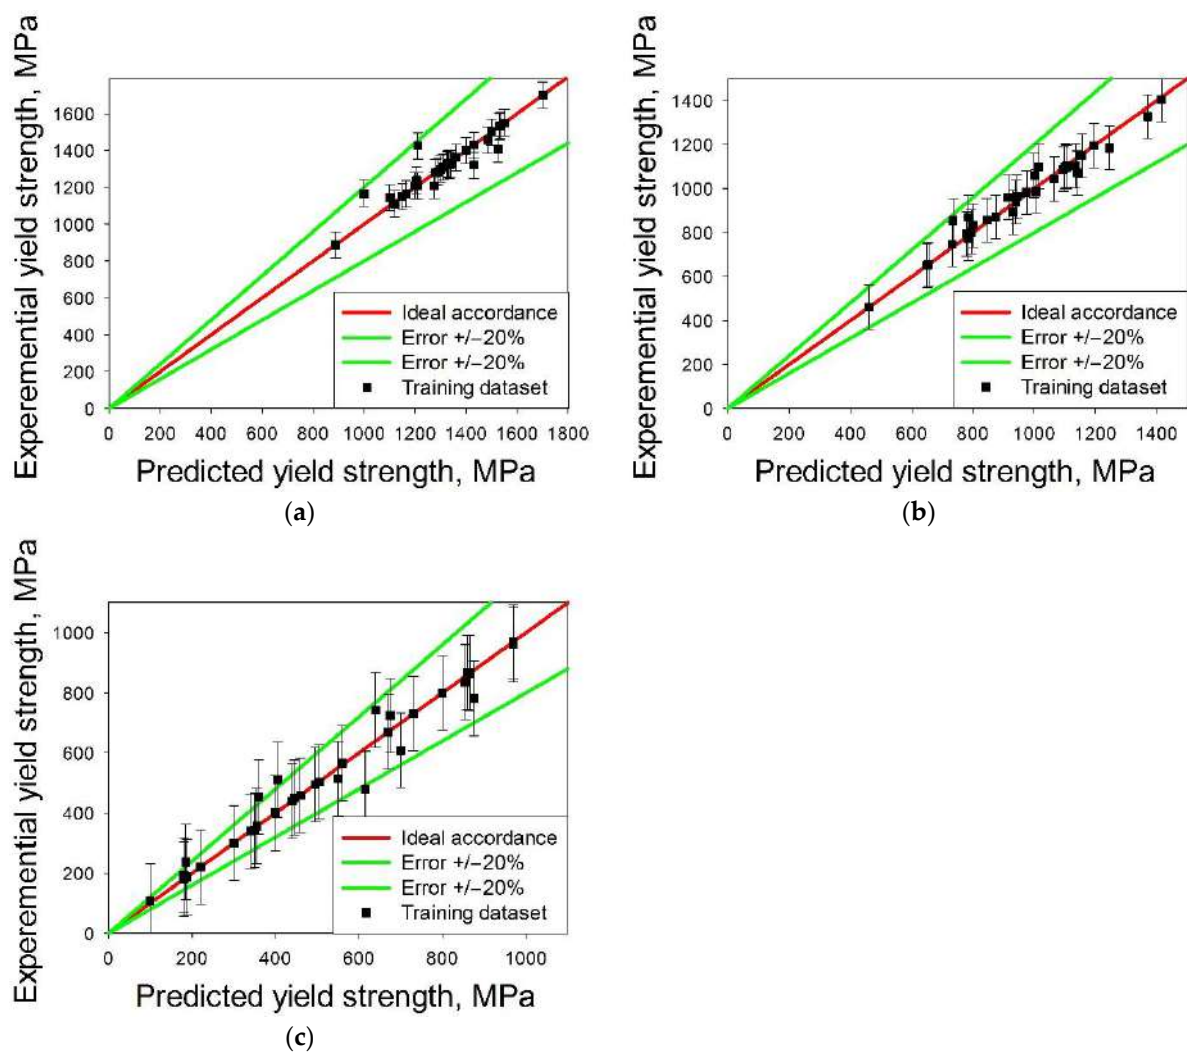 Experemential yield strength, MPa
1600
1400
1200
1000
800
600
400
200
0
Ideal accordance
Error +/−20%
Error +/−20%
Training dataset
0 200 400 600 800 1000 1200 1400 1600 1800
Predicted yield strength, MPa
(a)
Experemential yield strength, MPa
1400
1200
1000
800
600
400
200
0
Ideal accordance
Error +/−20%
Error +/−20%
Training dataset
0 200 400 600 800 1000 1200 1400
Predicted yield strength, MPa
(b)
Experemential yield strength, MPa
1000
800
600
400
200
0
Ideal accordance
Error +/−20%
Error +/−20%
Training dataset
0 200 400 600 800 1000
Predicted yield strength, MPa
(c)